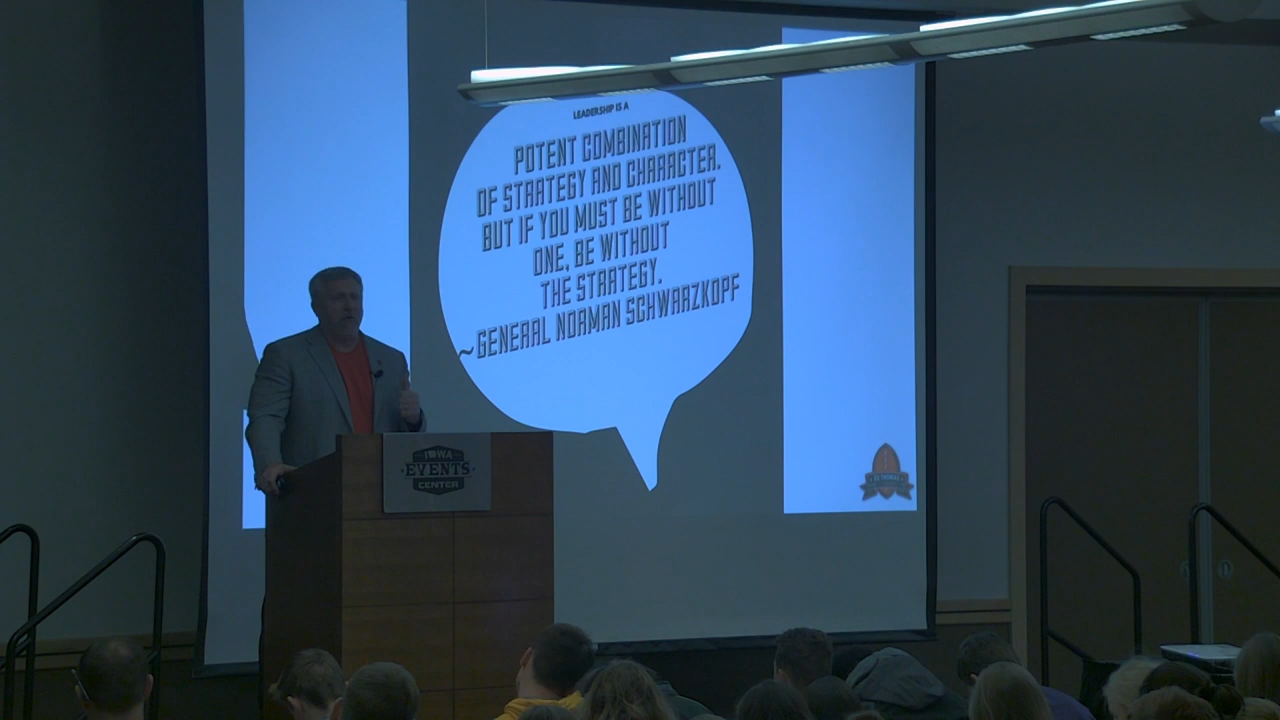 LEADERSHIP IS A
POTENT COMBINATION
OF STRATEGY AND CHARACTER.
BUT IF YOU MUST BE WITHOUT
ONE, BE WITHOUT
THE STRATEGY.
~GENERAL NORMAN SCHWARZKOPF
IOWA
EVENTS
CENTER